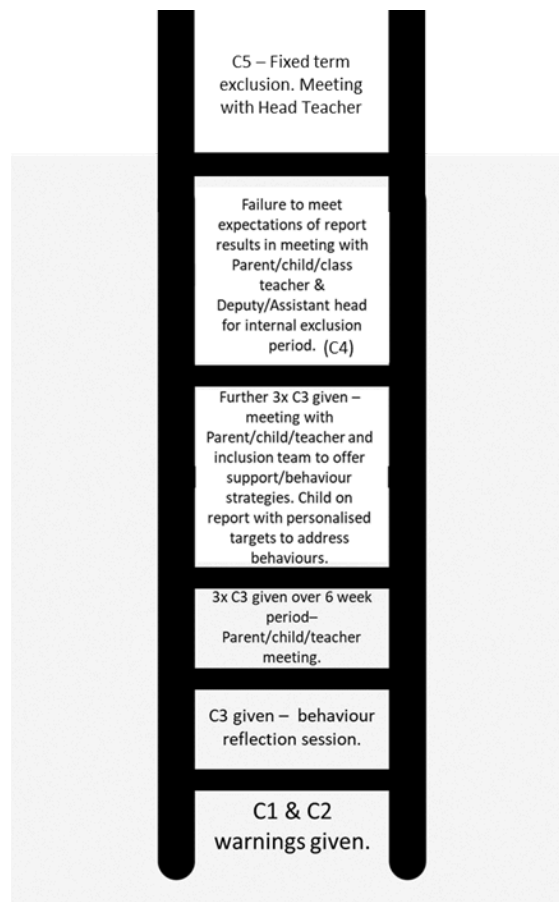 C5 – Fixed term
exclusion. Meeting
with Head Teacher
Failure to meet
expectations of report
results in meeting with
Parent/child/class
teacher &
Deputy/Assistant head
for internal exclusion
period. (C4)
Further 3x C3 given –
meeting with
Parent/child/teacher and
inclusion team to offer
support/behaviour
strategies. Child on
report with personalised
targets to address
behaviours.
3x C3 given over 6 week
period–
Parent/child/teacher
meeting.
C3 given – behaviour
reflection session.
C1 & C2
warnings given.